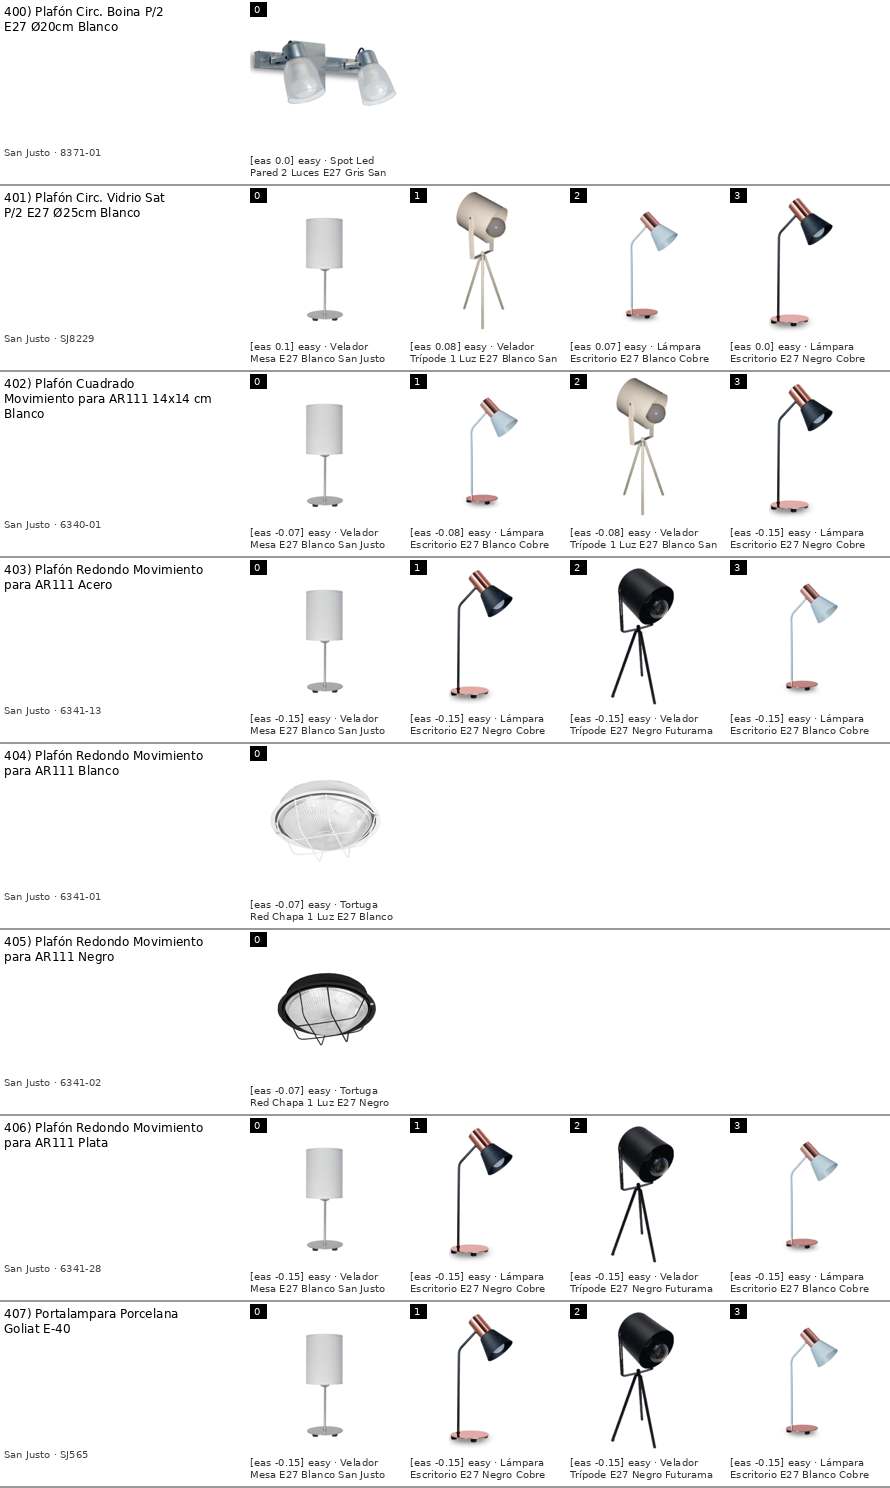 400) Plafón Circ. Boina P/2
E27 Ø20cm Blanco
San Justo · 8371-01
0
[eas 0.0] easy · Spot Led
Pared 2 Luces E27 Gris San
401) Plafón Circ. Vidrio Sat
P/2 E27 Ø25cm Blanco
San Justo · SJ8229
0
[eas 0.1] easy · Velador
Mesa E27 Blanco San Justo
1
[eas 0.08] easy · Velador
Trípode 1 Luz E27 Blanco San
2
[eas 0.07] easy · Lámpara
Escritorio E27 Blanco Cobre
3
[eas 0.0] easy · Lámpara
Escritorio E27 Negro Cobre
402) Plafón Cuadrado
Movimiento para AR111 14x14 cm
Blanco
San Justo · 6340-01
0
[eas -0.07] easy · Velador
Mesa E27 Blanco San Justo
1
[eas -0.08] easy · Lámpara
Escritorio E27 Blanco Cobre
2
[eas -0.08] easy · Velador
Trípode 1 Luz E27 Blanco San
3
[eas -0.15] easy · Lámpara
Escritorio E27 Negro Cobre
403) Plafón Redondo Movimiento
para AR111 Acero
San Justo · 6341-13
0
[eas -0.15] easy · Velador
Mesa E27 Blanco San Justo
1
[eas -0.15] easy · Lámpara
Escritorio E27 Negro Cobre
2
[eas -0.15] easy · Velador
Trípode E27 Negro Futurama
3
[eas -0.15] easy · Lámpara
Escritorio E27 Blanco Cobre
404) Plafón Redondo Movimiento
para AR111 Blanco
San Justo · 6341-01
0
[eas -0.07] easy · Tortuga
Red Chapa 1 Luz E27 Blanco
405) Plafón Redondo Movimiento
para AR111 Negro
San Justo · 6341-02
0
[eas -0.07] easy · Tortuga
Red Chapa 1 Luz E27 Negro
406) Plafón Redondo Movimiento
para AR111 Plata
San Justo · 6341-28
0
[eas -0.15] easy · Velador
Mesa E27 Blanco San Justo
1
[eas -0.15] easy · Lámpara
Escritorio E27 Negro Cobre
2
[eas -0.15] easy · Velador
Trípode E27 Negro Futurama
3
[eas -0.15] easy · Lámpara
Escritorio E27 Blanco Cobre
407) Portalampara Porcelana
Goliat E-40
San Justo · SJ565
0
[eas -0.15] easy · Velador
Mesa E27 Blanco San Justo
1
[eas -0.15] easy · Lámpara
Escritorio E27 Negro Cobre
2
[eas -0.15] easy · Velador
Trípode E27 Negro Futurama
3
[eas -0.15] easy · Lámpara
Escritorio E27 Blanco Cobre